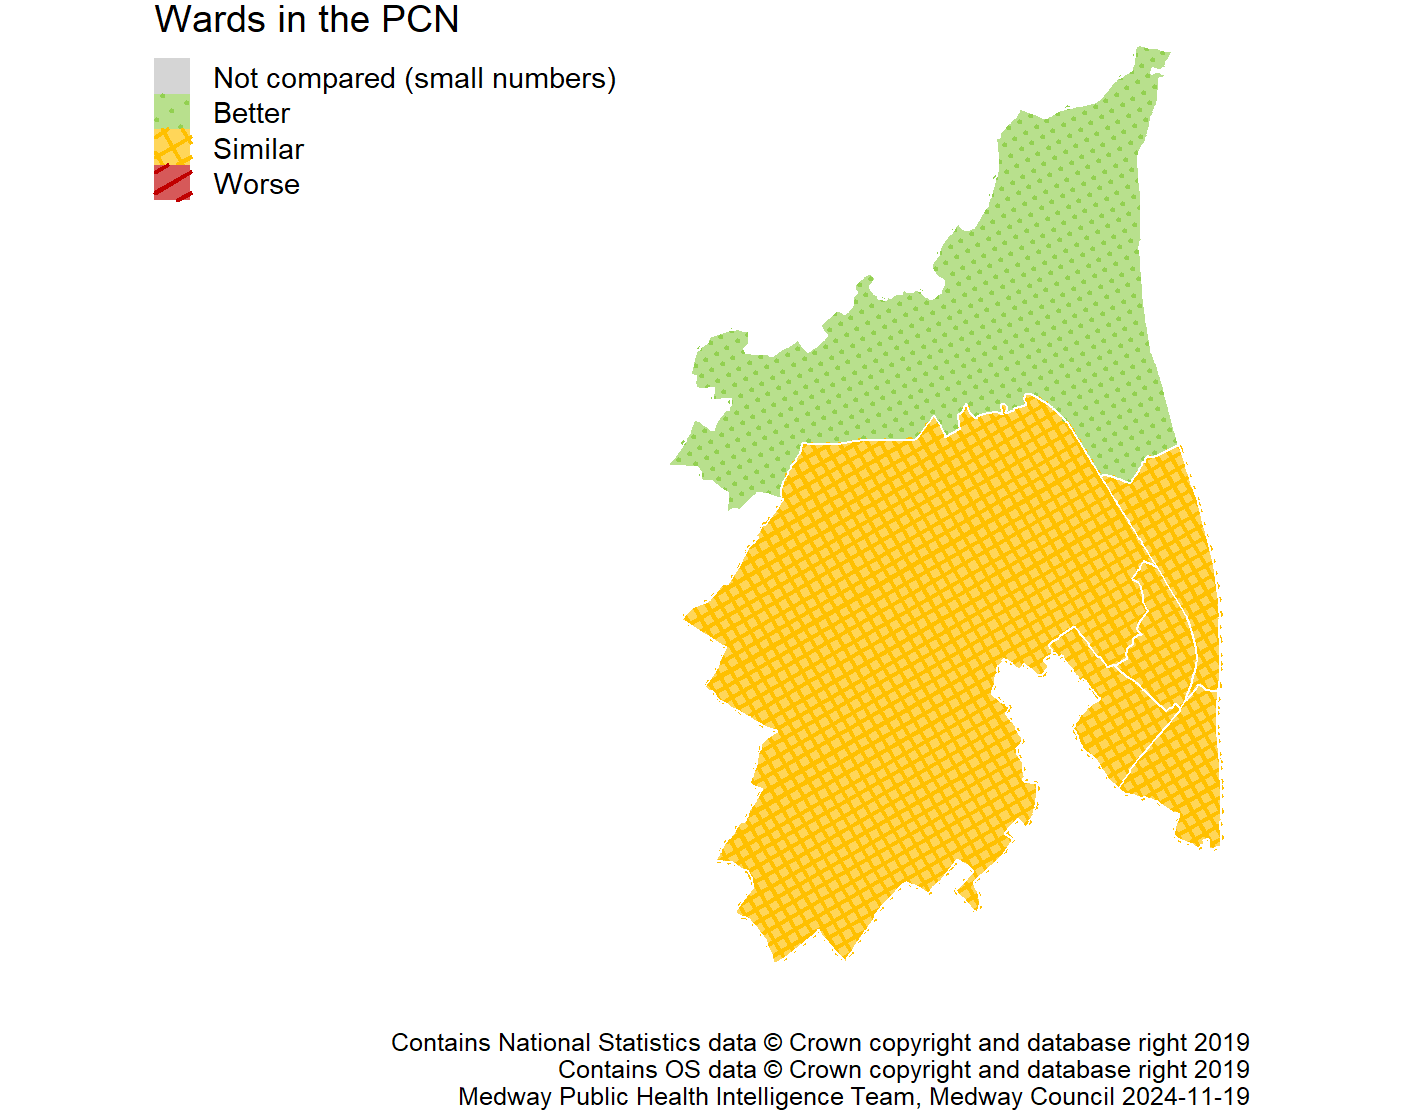 Wards in the PCN
Not compared (small numbers)
Better
Similar
Worse
Contains National Statistics data © Crown copyright and database right 2019
Contains OS data © Crown copyright and database right 2019
Medway Public Health Intelligence Team, Medway Council 2024-11-19